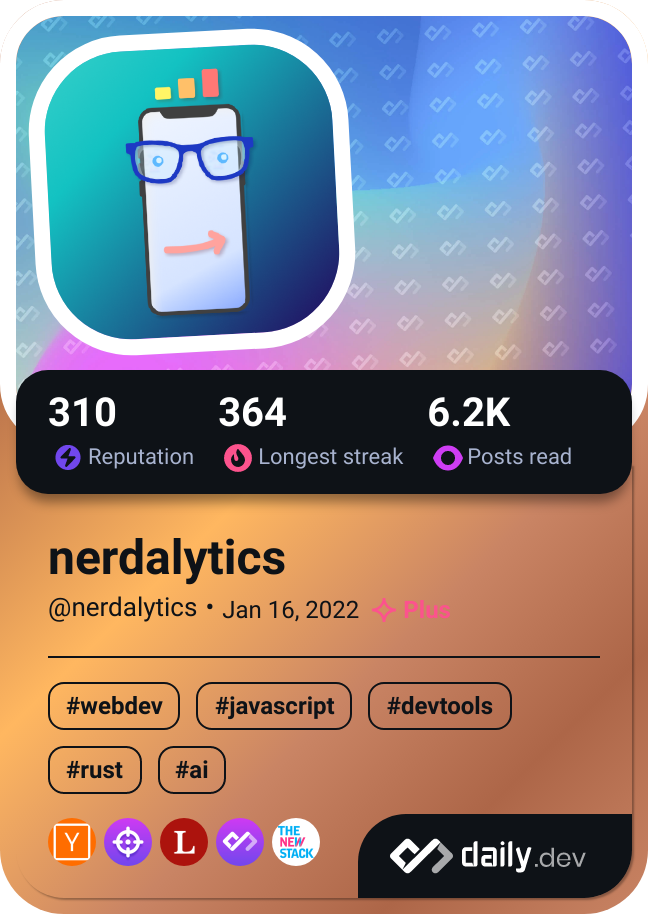 310 364 6.2K
Reputation Longest streak Posts read
nerdalytics
@nerdalytics • Jan 16, 2022 Plus
#webdev #javascript #devtools
#rust #ai
Y L THE NEW STACK
daily.dev